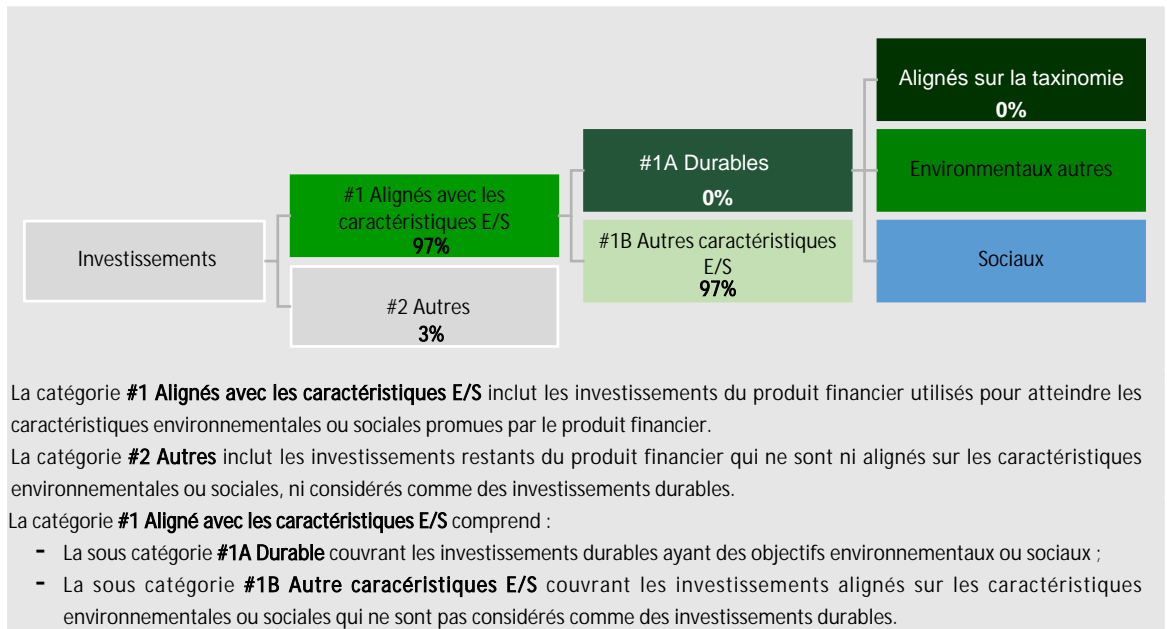 Investissements
#1 Alignés avec les
caractéristiques E/S
97%
#2 Autres
3%
#1A Durables
0%
#1B Autres caractéristiques
E/S
97%
Alignés sur la taxinomie
0%
Environmentaux autres
Sociaux
La catégorie #1 Alignés avec les caractéristiques E/S inclut les investissements du produit financier utilisés pour atteindre les
caractéristiques environnementales ou sociales promues par le produit financier.
La catégorie #2 Autres inclut les investissements restants du produit financier qui ne sont ni alignés sur les caractéristiques
environnementales ou sociales, ni considérés comme des investissements durables.
La catégorie #1 Aligné avec les caractéristiques E/S comprend :
- La sous catégorie #1A Durable couvrant les investissements durables ayant des objectifs environnementaux ou sociaux ;
- La sous catégorie #1B Autre caracéristiques E/S couvrant les investissements alignés sur les caractéristiques
environnementales ou sociales qui ne sont pas considérés comme des investissements durables.